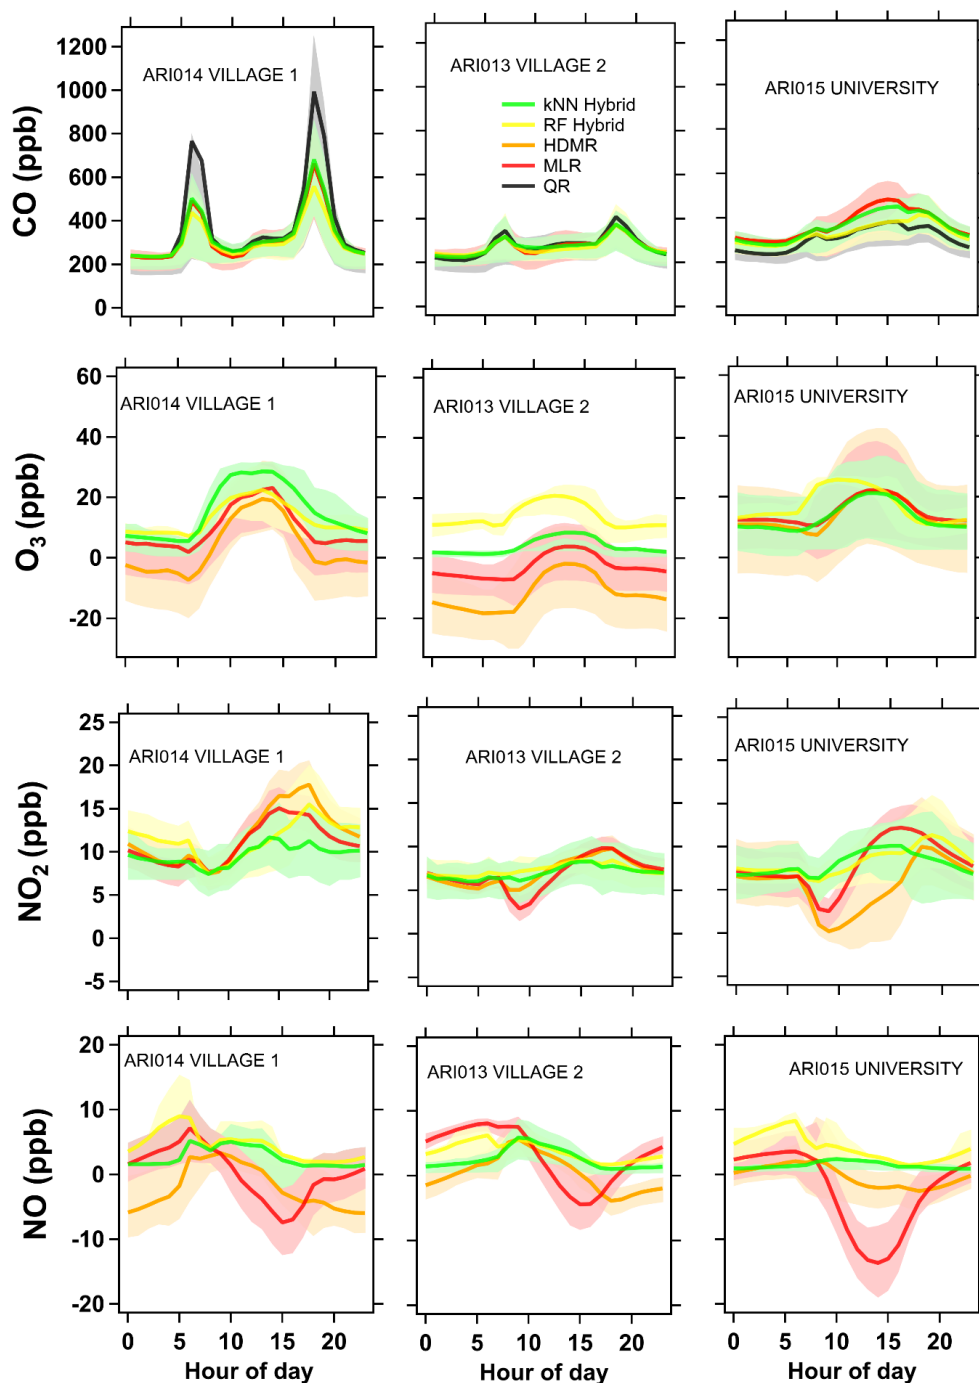 CO (ppb)
1200
1000
800
600
400
200
0
ARI014 VILLAGE 1
ARI013 VILLAGE 2
kNN Hybrid
RF Hybrid
HDMR
MLR
QR
ARI015 UNIVERSITY
O3 (ppb)
60
40
20
0
-20
ARI014 VILLAGE 1
ARI013 VILLAGE 2
ARI015 UNIVERSITY
NO2 (ppb)
25
20
15
10
5
0
-5
ARI014 VILLAGE 1
ARI013 VILLAGE 2
ARI015 UNIVERSITY
NO (ppb)
20
10
0
-10
-20
ARI014 VILLAGE 1
ARI013 VILLAGE 2
ARI015 UNIVERSITY
0 5 10 15 20
Hour of day
0 5 10 15 20
Hour of day
0 5 10 15 20
Hour of day